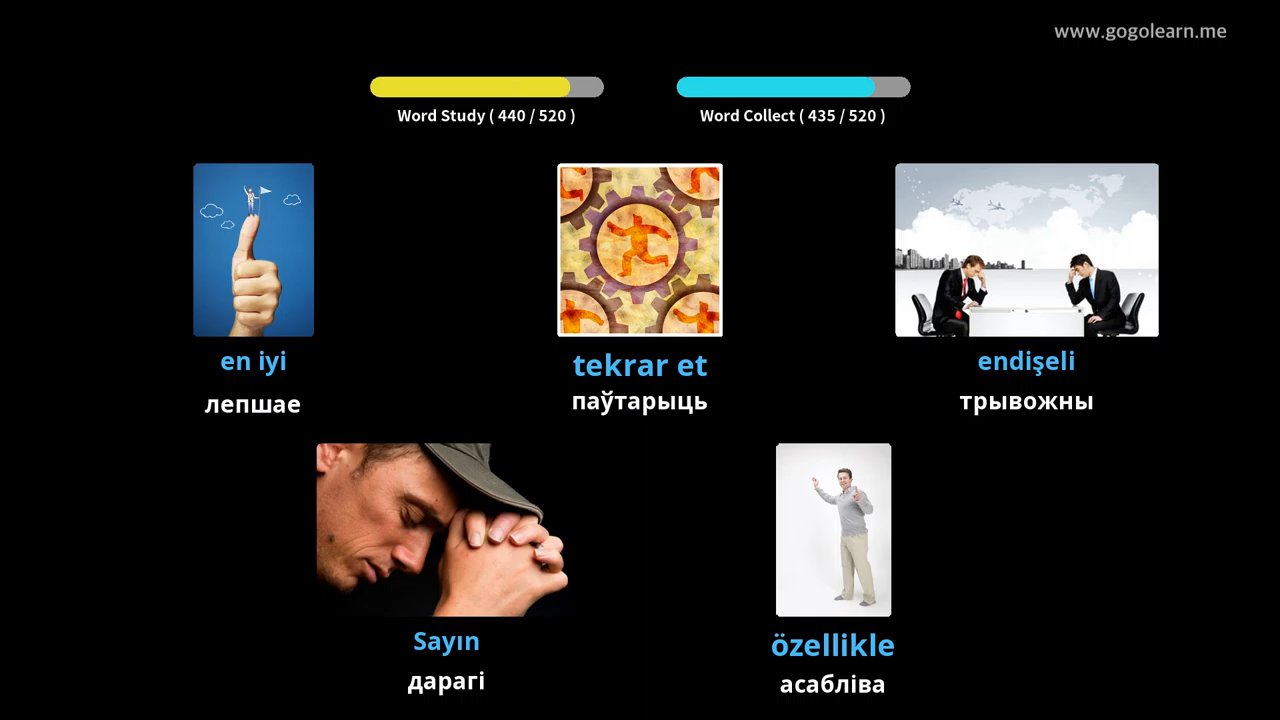 www.gogolearn.me
Word Study ( 440 / 520 )
Word Collect ( 435 / 520 )
en iyi
лепшае
tekrar et
паўтарыць
endişeli
трывожны
Sayın
дарагі
özellikle
асабліва